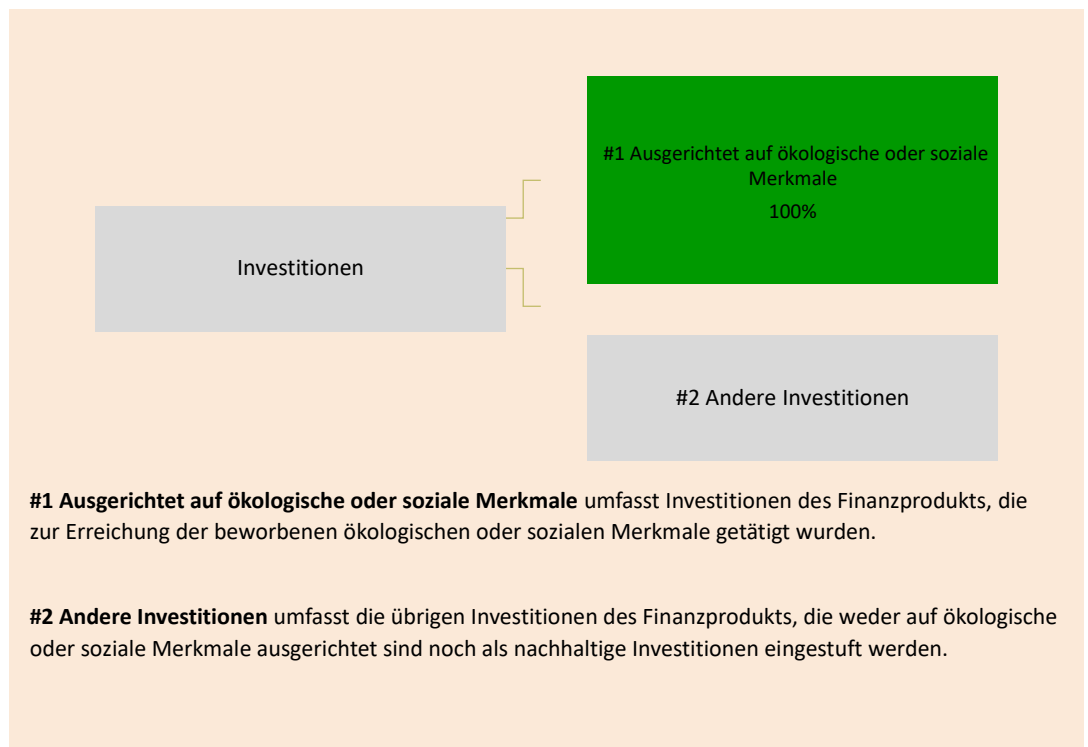 #1 Ausgerichtet auf ökologische oder soziale
Merkmale
100%
Investitionen
#2 Andere Investitionen
#1 Ausgerichtet auf ökologische oder soziale Merkmale umfasst Investitionen des Finanzprodukts, die
zur Erreichung der beworbenen ökologischen oder sozialen Merkmale getätigt wurden.
#2 Andere Investitionen umfasst die übrigen Investitionen des Finanzprodukts, die weder auf ökologische
oder soziale Merkmale ausgerichtet sind noch als nachhaltige Investitionen eingestuft werden.